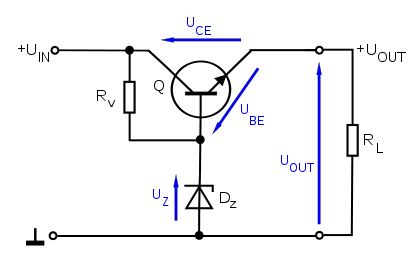 U_CE
+U_IN
+U_OUT
Q
R_v
U_BE
R_L
U_OUT
U_Z
D_z